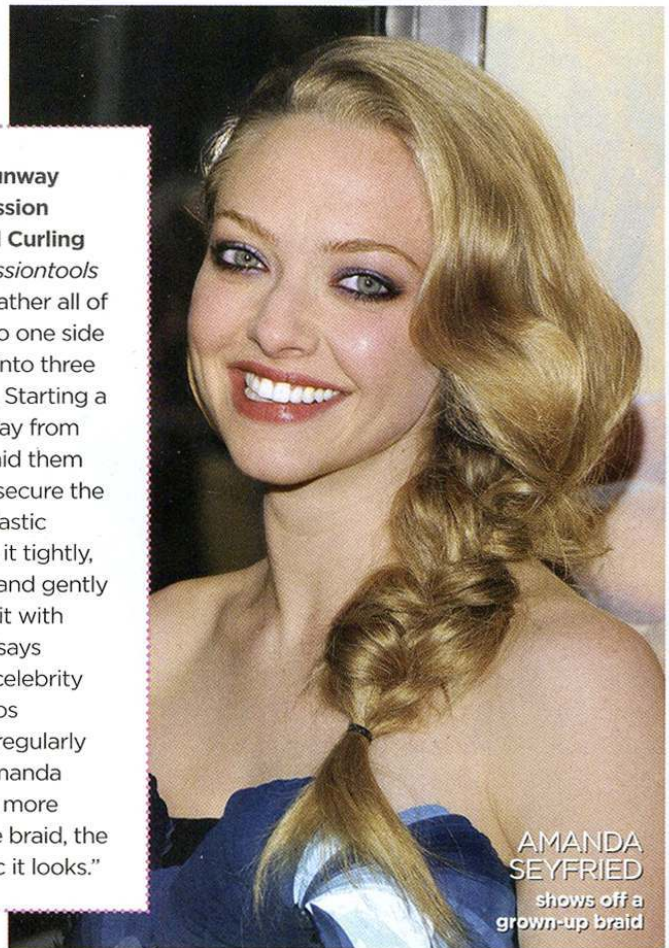 unway
ssion
l Curling
ssiontools
ather all of
o one side
nto three
Starting a
ay from
aid them
secure the
astic
it tightly,
and gently
it with
says
celebrity
os
regularly
manda
more
e braid, the
c it looks.”
AMANDA
SEYFRIED
shows off a
grown-up braid